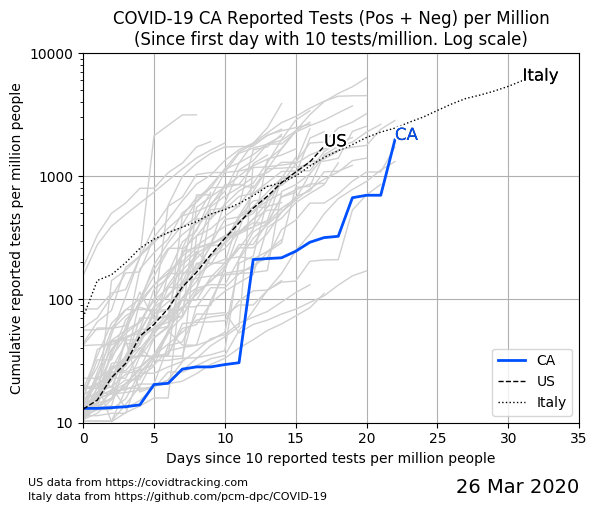 COVID-19 CA Reported Tests (Pos + Neg) per Million
(Since first day with 10 tests/million. Log scale)
Cumulative reported tests per million people
10000
1000
100
10
Italy
US
CA
CA
US
Italy
0 5 10 15 20 25 30 35
Days since 10 reported tests per million people
US data from https://covidtracking.com
Italy data from https://github.com/pcm-dpc/COVID-19
26 Mar 2020